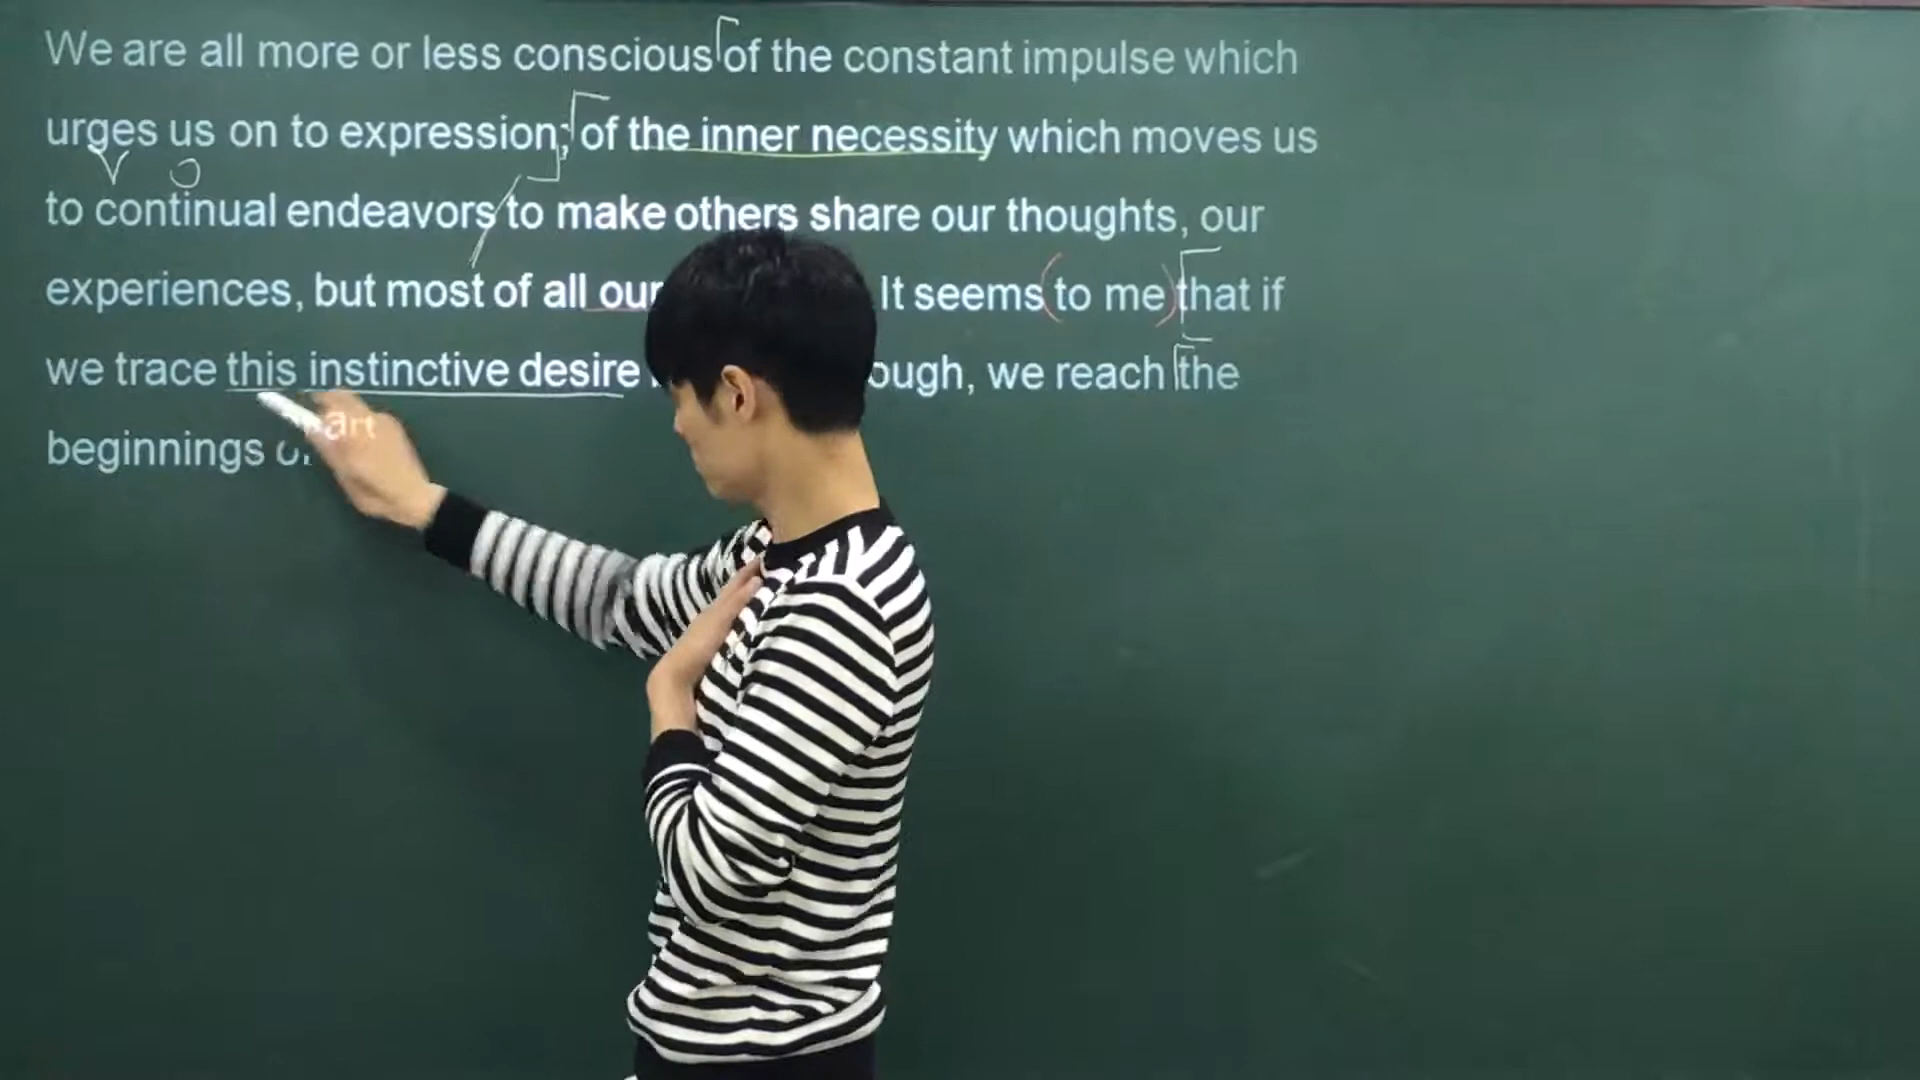 We are all more or less conscious of the constant impulse which
urges us on to expression; of the inner necessity which moves us
to continual endeavors to make others share our thoughts, our
experiences, but most of all our It seems to me that if
we trace this instinctive desire we reach the
beginnings art